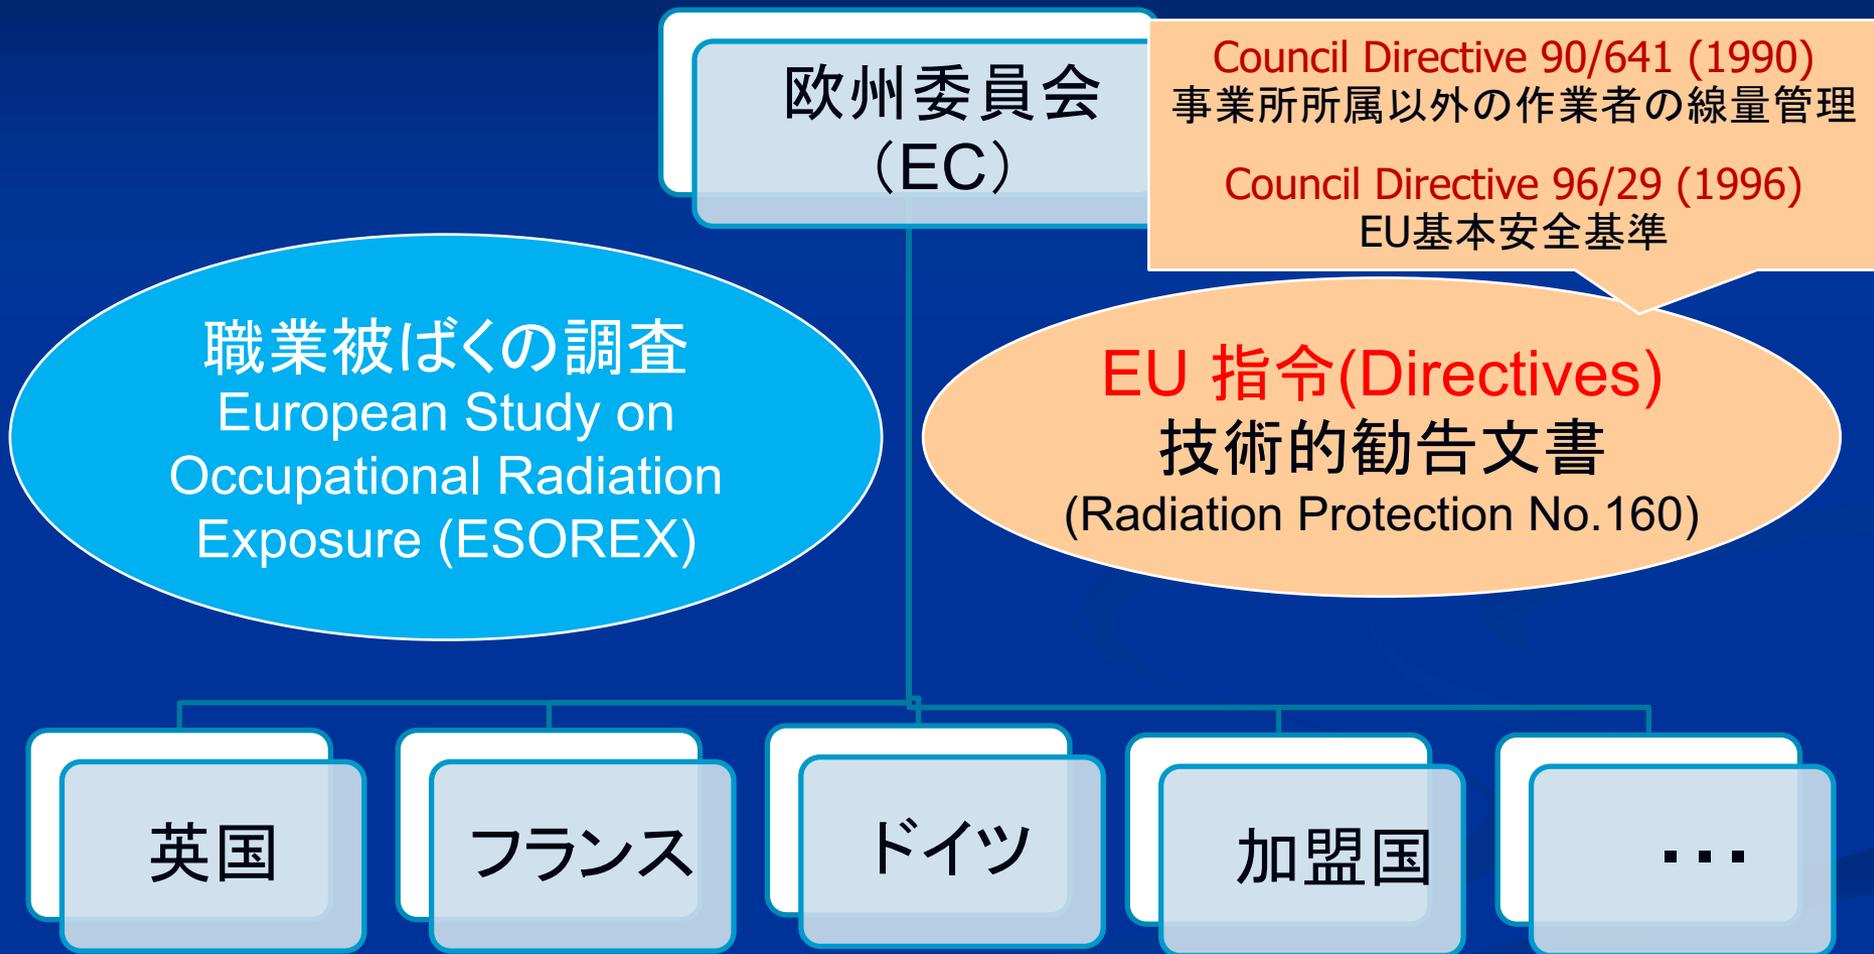 欧州委員会
（EC）
Council Directive 90/641 (1990)
事業所所属以外の作業者の線量管理
Council Directive 96/29 (1996)
EU基本安全基準
職業被ばくの調査
European Study on
Occupational Radiation
Exposure (ESOREX)
EU 指令(Directives)
技術的勧告文書
(Radiation Protection No.160)
英国
フランス
ドイツ
加盟国
･･･